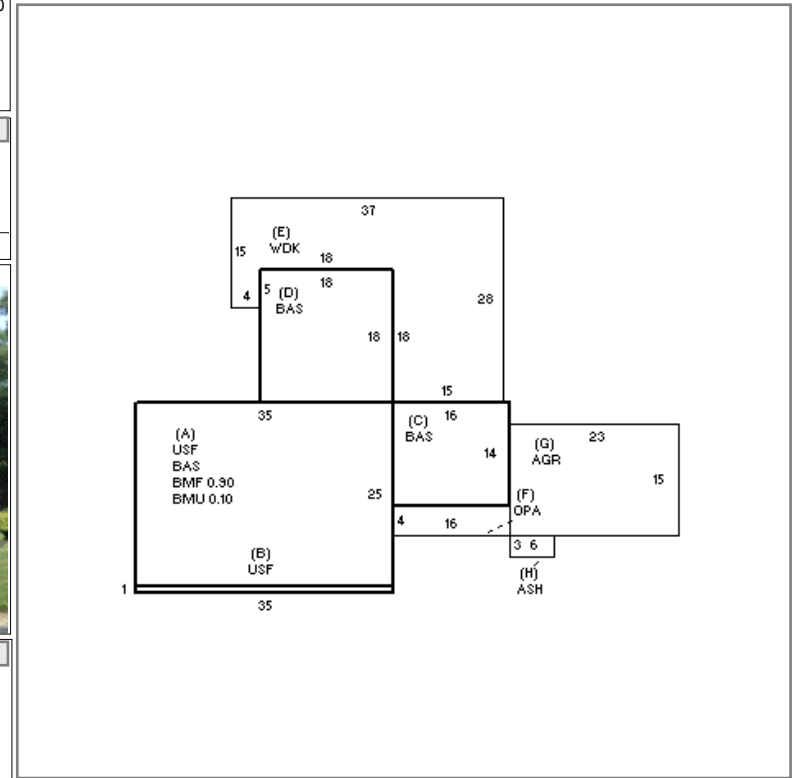 37
(E)
WDK
15
18
18
5
(D)
BAS
4
28
18
18
15
35
16
(A)
USF
BAS
BMF 0.90
BMU 0.10
(C)
BAS
14
(G)
AGR
23
15
25
(F)
OPA
4
16
3 6
(B)
USF
(H)
ASH
1
35